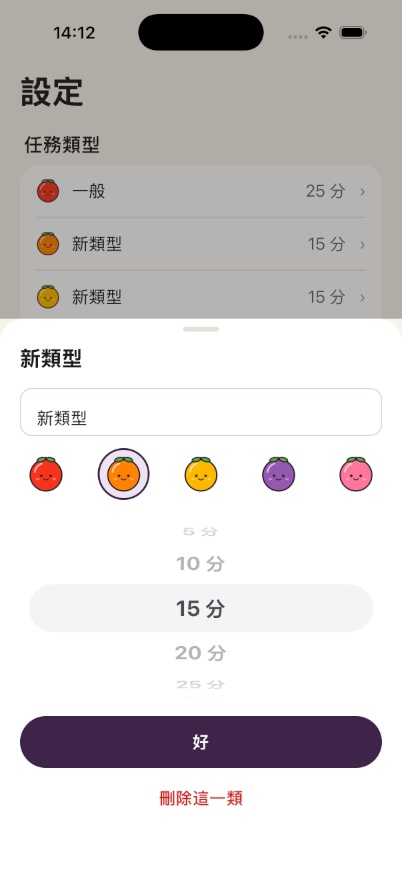 14:12
設定
任務類型
一般 25 分 ›
新類型 15 分 ›
新類型 15 分 ›
新類型
新類型
5 分
10 分
15 分
20 分
25 分
好
刪除這一類